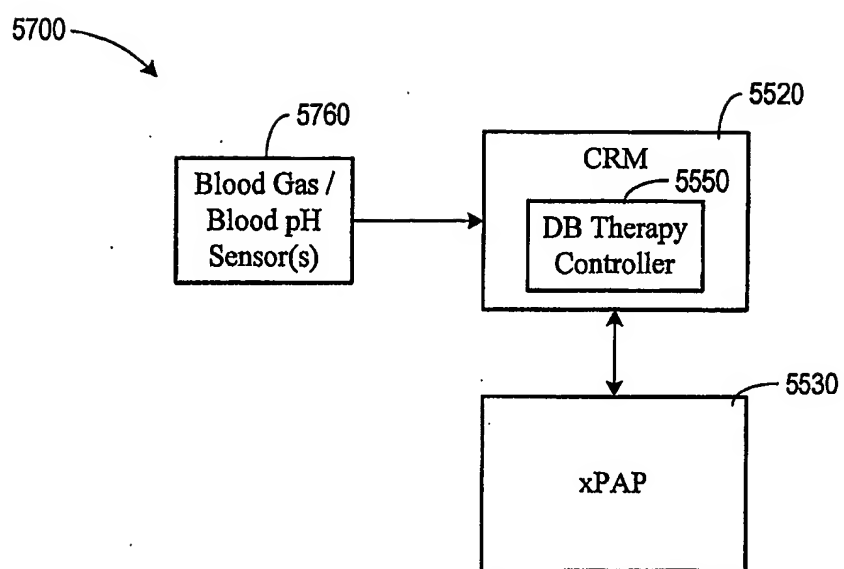 5700
5760
Blood Gas /
Blood pH
Sensor(s)
5520
CRM
5550
DB Therapy
Controller
5530
xPAP